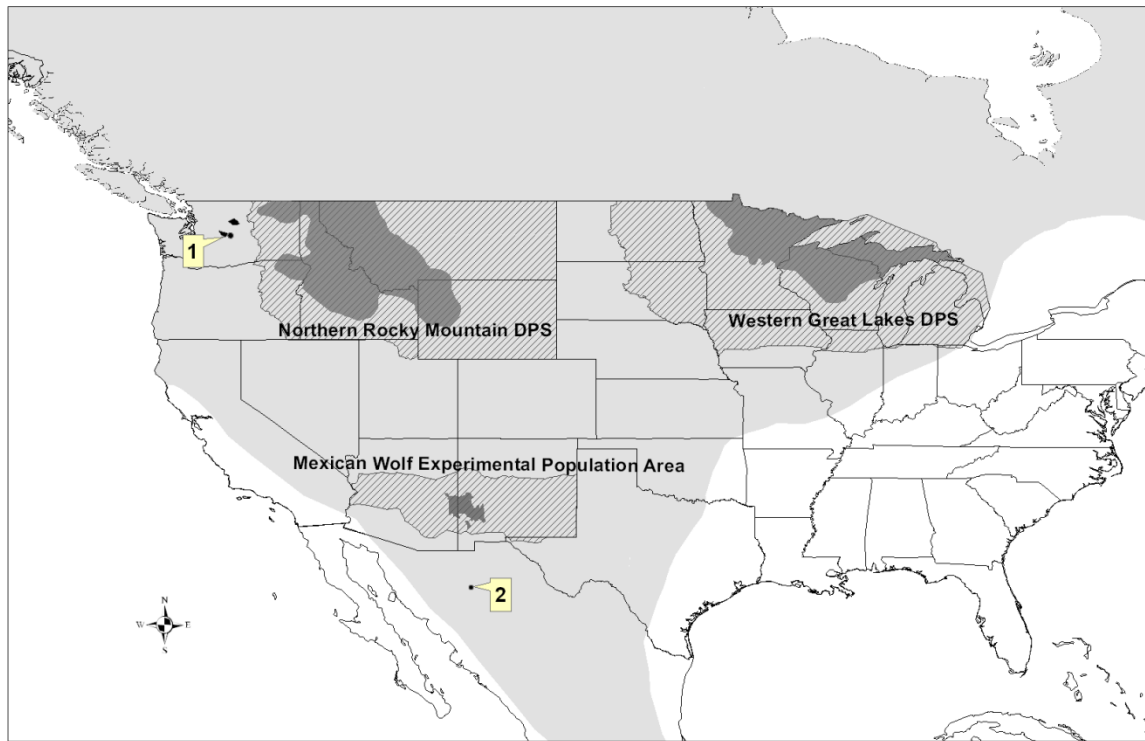 1
Northern Rocky Mountain DPS
Western Great Lakes DPS
Mexican Wolf Experimental Population Area
2
N
W E
S